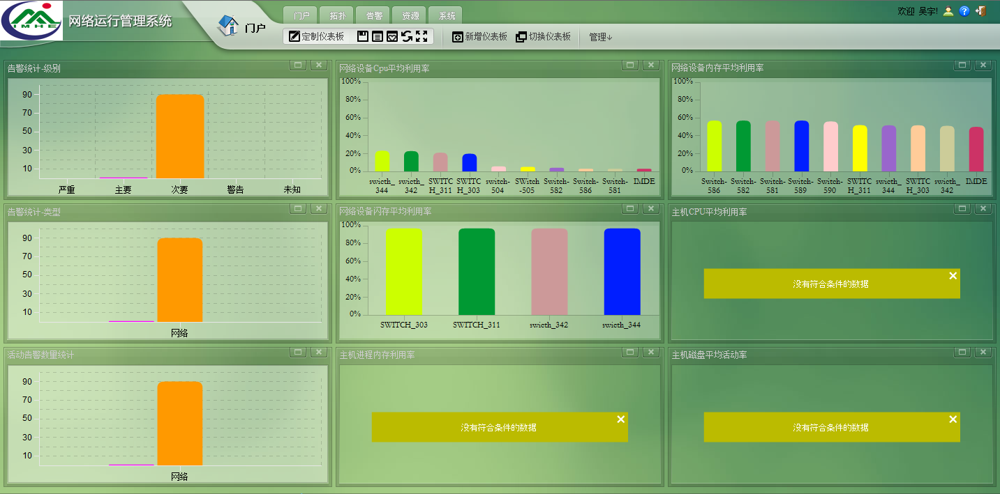 IMHE
网络运行管理系统
门户
门户 拓扑 告警 资源 系统
欢迎 吴宇!
定制仪表板 新增仪表板 切换仪表板 管理↓
告警统计-级别
90
70
50
30
10
严重 主要 次要 警告 未知
网络设备Cpu平均利用率
100%
80%
60%
40%
20%
0%
swicth_344 swicth_342 SWITCH_311 SWITCH_303 switch-504 SWitch-505 Switch-582 Switch-586 Switch-581 IMDE
网络设备内存平均利用率
100%
80%
60%
40%
20%
0%
Switch-586 Switch-582 Switch-581 Switch-589 Switch-590 SWITCH_311 swicth_344 SWITCH_303 swicth_342 IMDE
告警统计-类型
90
70
50
30
10
网络
网络设备闪存平均利用率
100%
80%
60%
40%
20%
0%
SWITCH_303 SWITCH_311 swicth_342 swicth_344
主机CPU平均利用率
没有符合条件的数据
活动告警数量统计
90
70
50
30
10
网络
主机进程内存利用率
没有符合条件的数据
主机磁盘平均活动率
没有符合条件的数据